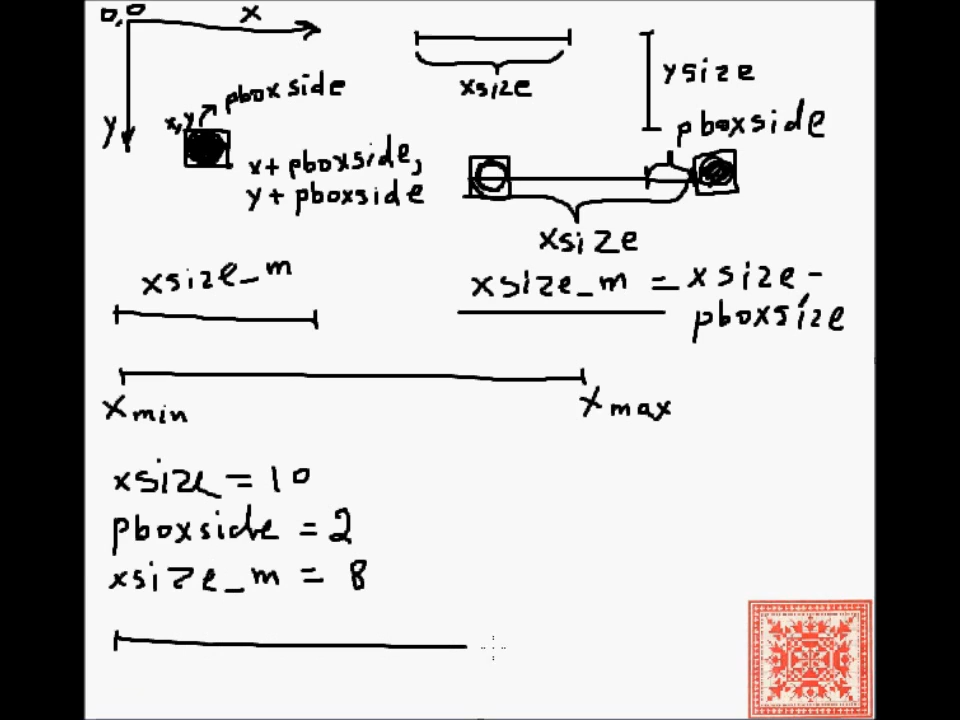 0,0 x
y
x,y pboxside
x+pboxside,
y+pboxside
xsize
ysize
pboxside
xsize
xsize_m
xsize_m = xsize -
pboxsize
xmin
xmax
xsize = 10
pboxside = 2
xsize_m = 8